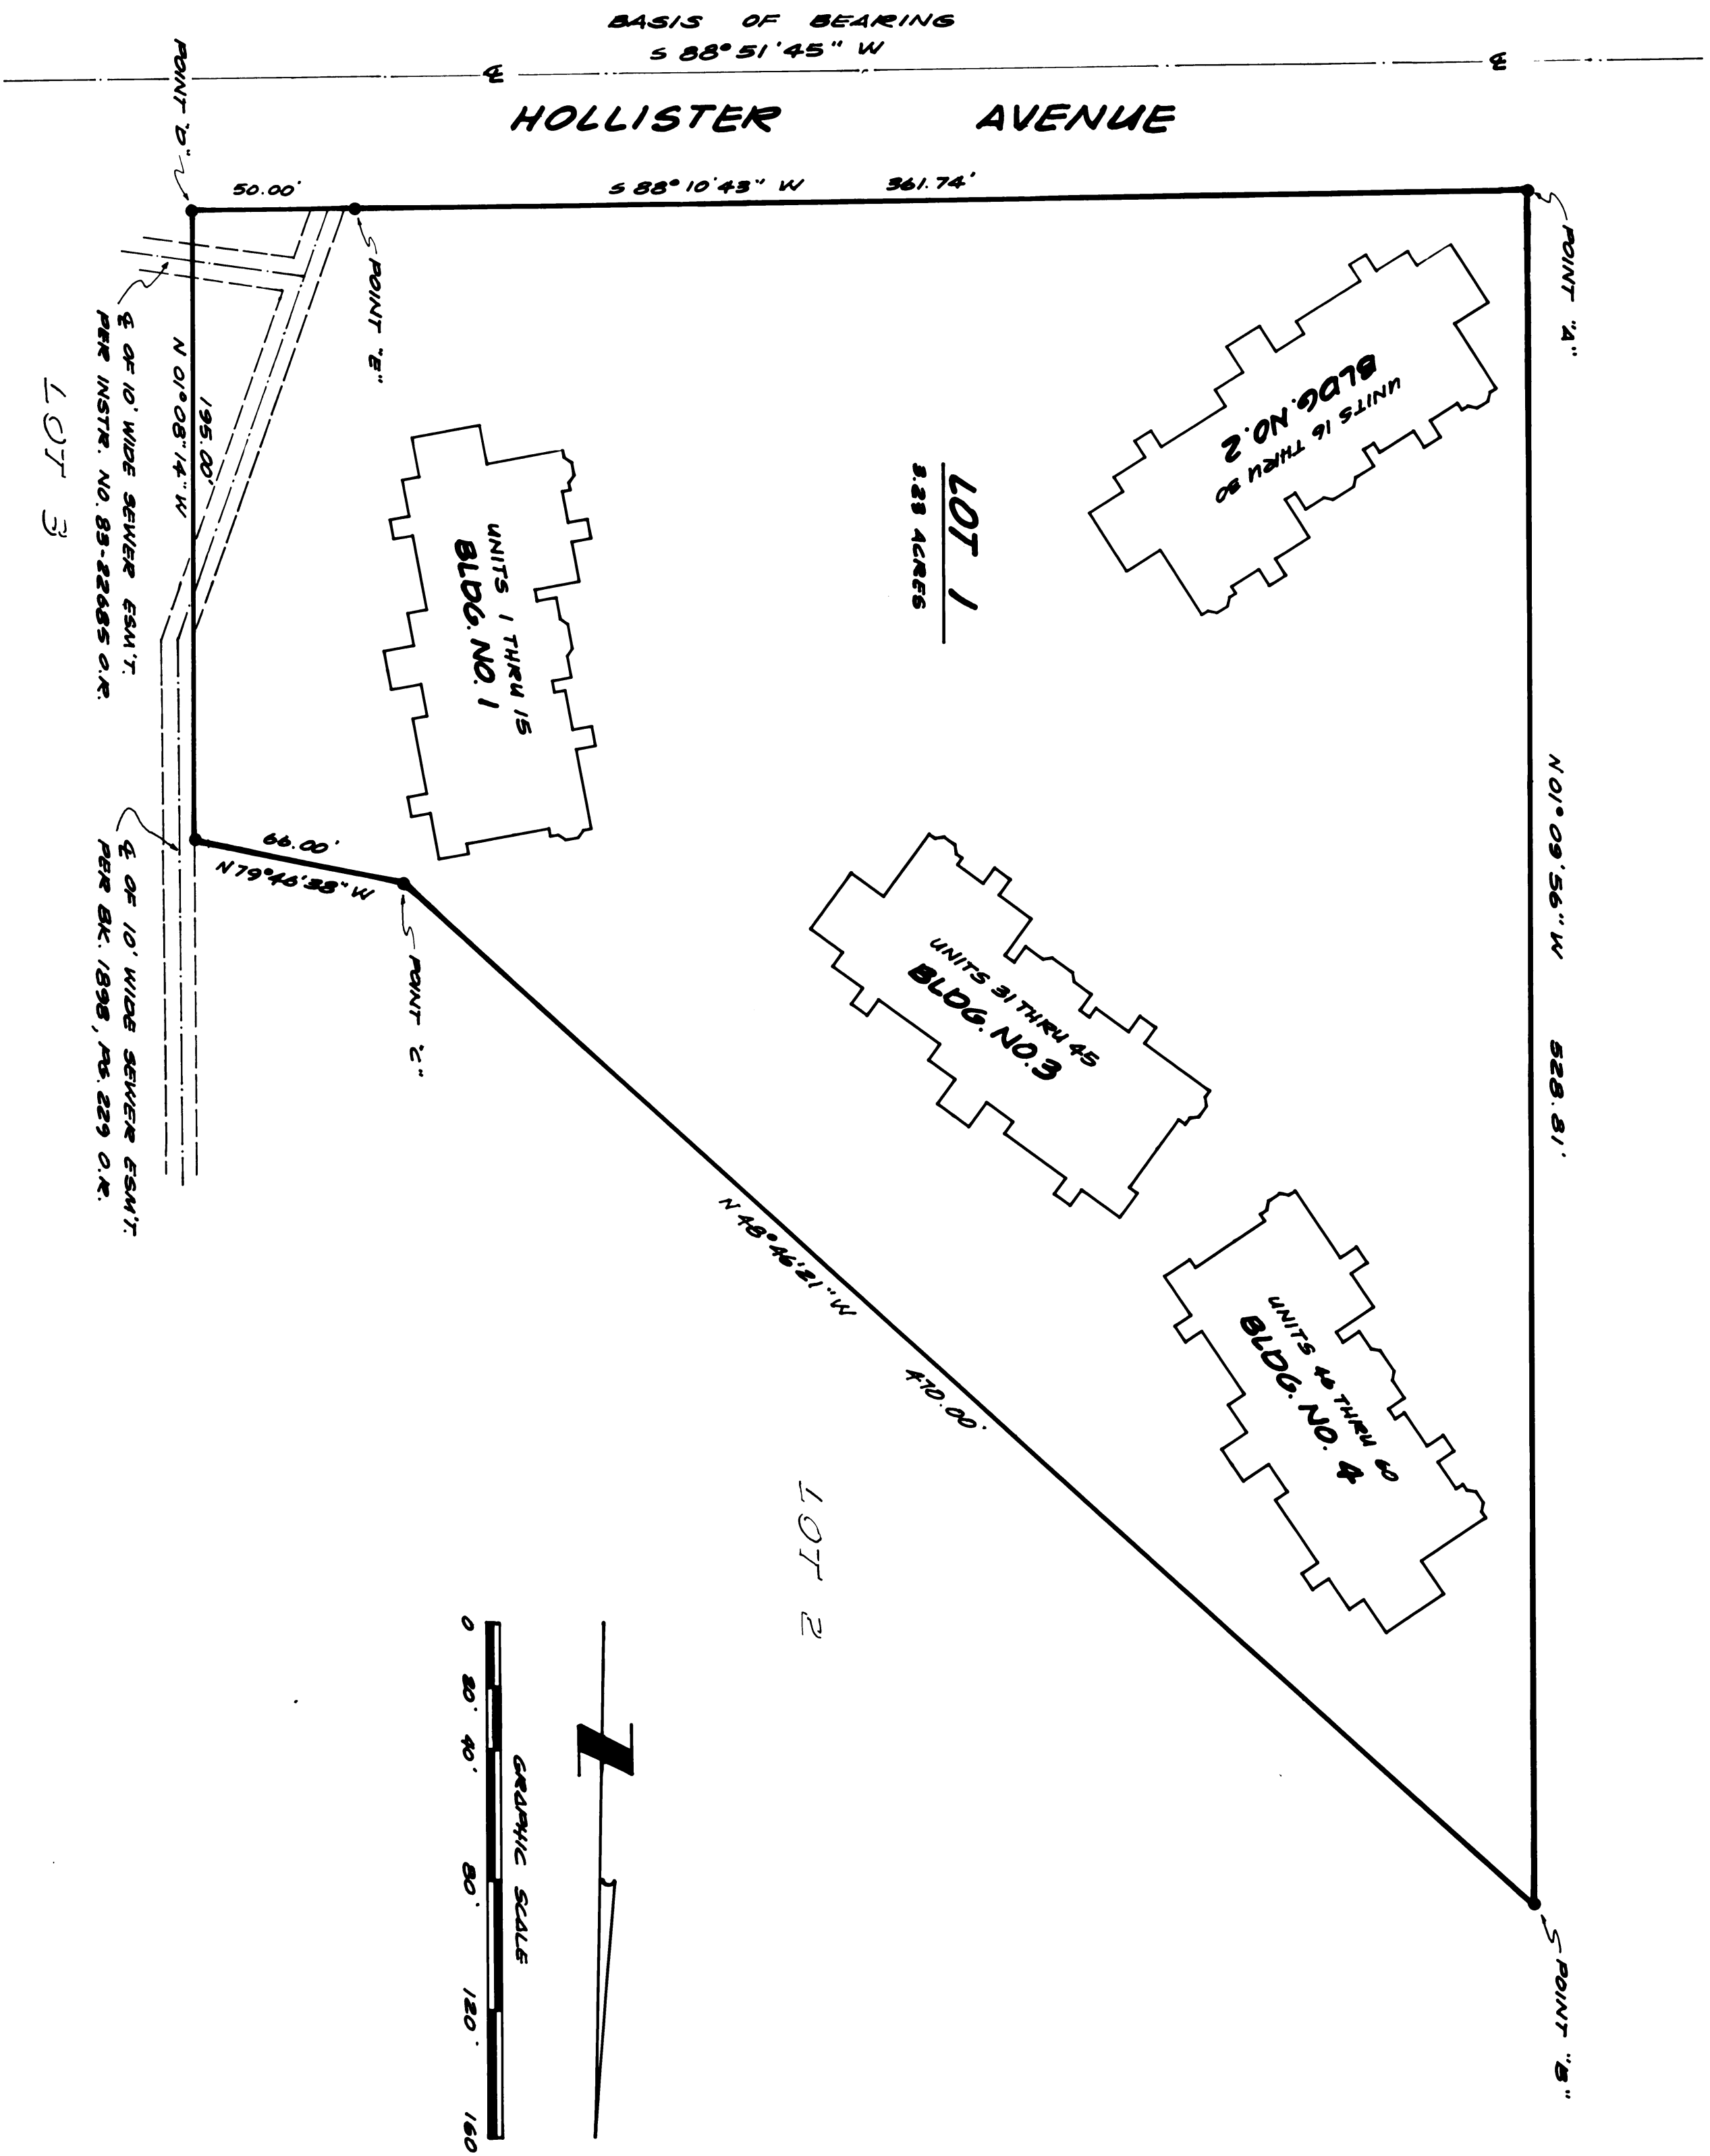 BASIS OF BEARING
S 88° 51' 45" W
℄
℄
HOLLISTER AVENUE
POINT "D"
50.00'
S 88° 10' 43" W 361.74'
POINT "A"
POINT "E"
N 01° 09' 56" W 528.81'
UNITS 16 THRU 30
BLDG. NO. 2
LOT 1
3.23 ACRES
UNITS 1 THRU 15
BLDG. NO. 1
195.00'
N 01° 08' 14" W
℄ OF 10' WIDE SEWER ESM'T.
PER INSTR. NO. 83-22685 O.R.
LOT 3
66.00'
N 79° 46' 38" W
POINT "C"
℄ OF 10' WIDE SEWER ESM'T.
PER BK. 1898, PG. 229 O.R.
UNITS 31 THRU 45
BLDG. NO. 3
UNITS 46 THRU 60
BLDG. NO. 4
N 48° 46' 21" W
470.00'
LOT 2
POINT "B"
N
GRAPHIC SCALE
0 20' 40' 80' 120' 160